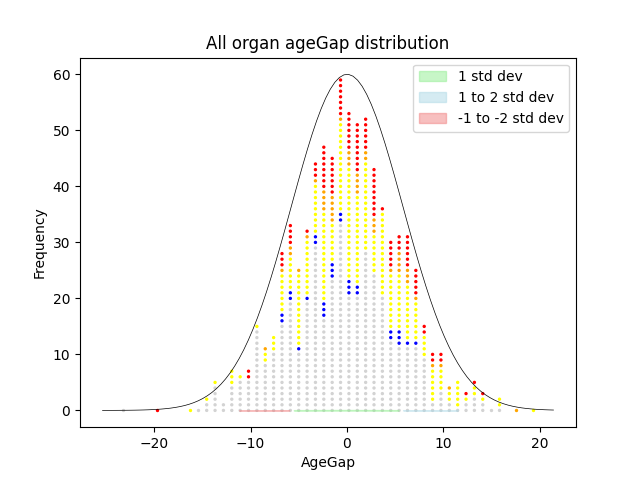 All organ ageGap distribution
1 std dev
1 to 2 std dev
-1 to -2 std dev
Frequency
60
50
40
30
20
10
0
−20
−10
0
10
20
AgeGap